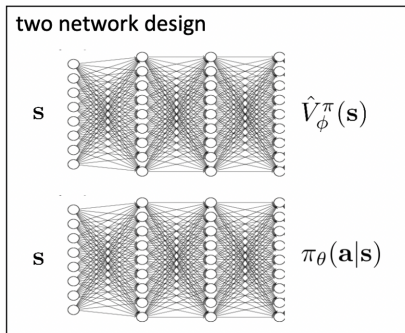 two network design
s
V̂^π_ϕ(s)
s
π_θ(a|s)